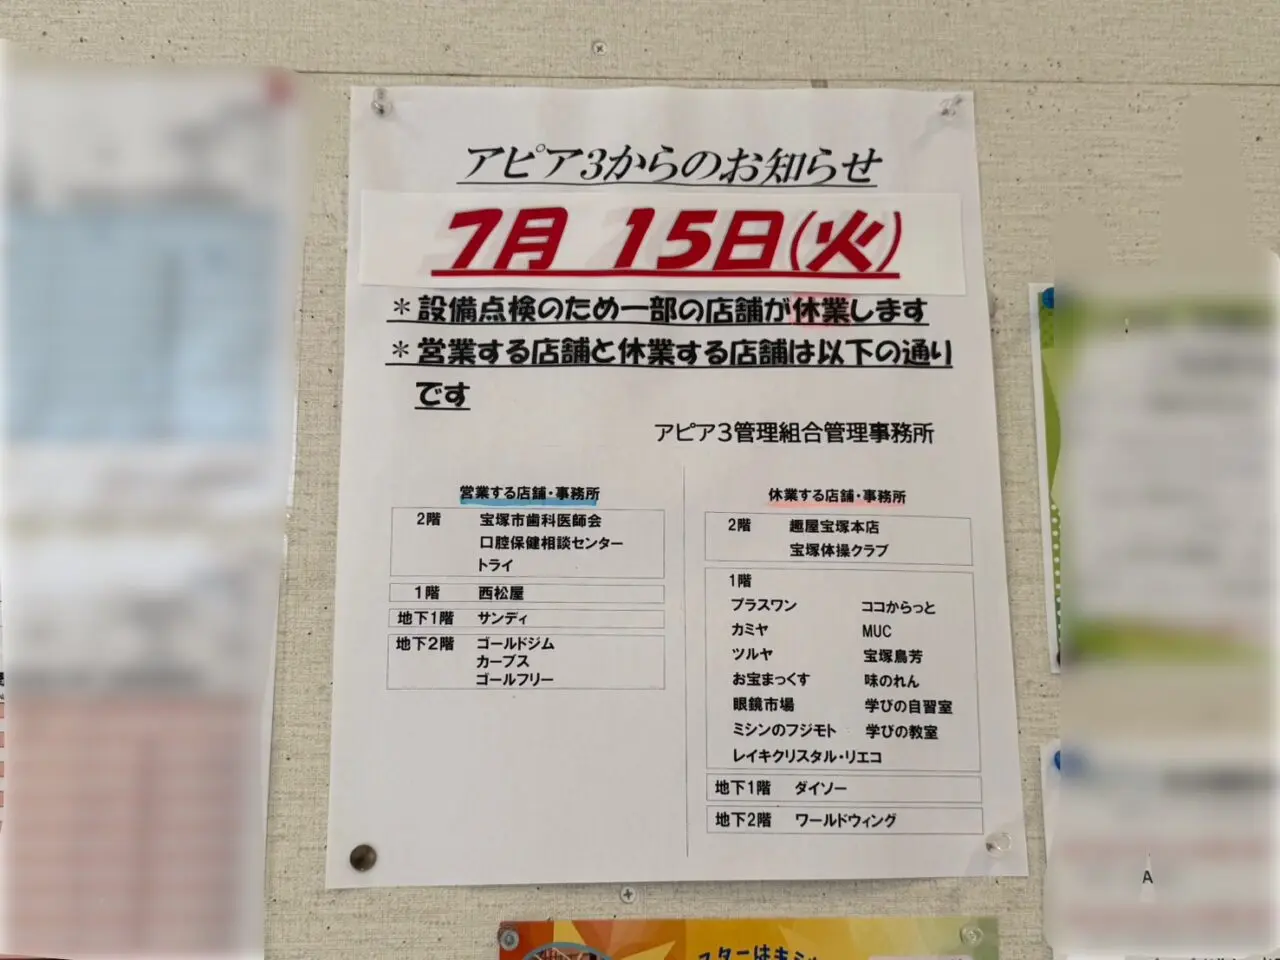 アピア3からのお知らせ
7月 15日(火)
＊設備点検のため一部の店舗が休業します
＊営業する店舗と休業する店舗は以下の通り
です
アピア3管理組合管理事務所
営業する店舗・事務所
2階 宝塚市歯科医師会
口腔保健相談センター
トライ
1階 西松屋
地下1階 サンディ
地下2階 ゴールドジム
カーブス
ゴールフリー
休業する店舗・事務所
2階 趣屋宝塚本店
宝塚体操クラブ
1階
プラスワン ココからっと
カミヤ MUC
ツルヤ 宝塚鳥芳
お宝まっくす 味のれん
眼鏡市場 学びの自習室
ミシンのフジモト 学びの教室
レイキクリスタル・リエコ
地下1階 ダイソー
地下2階 ワールドウィング
A